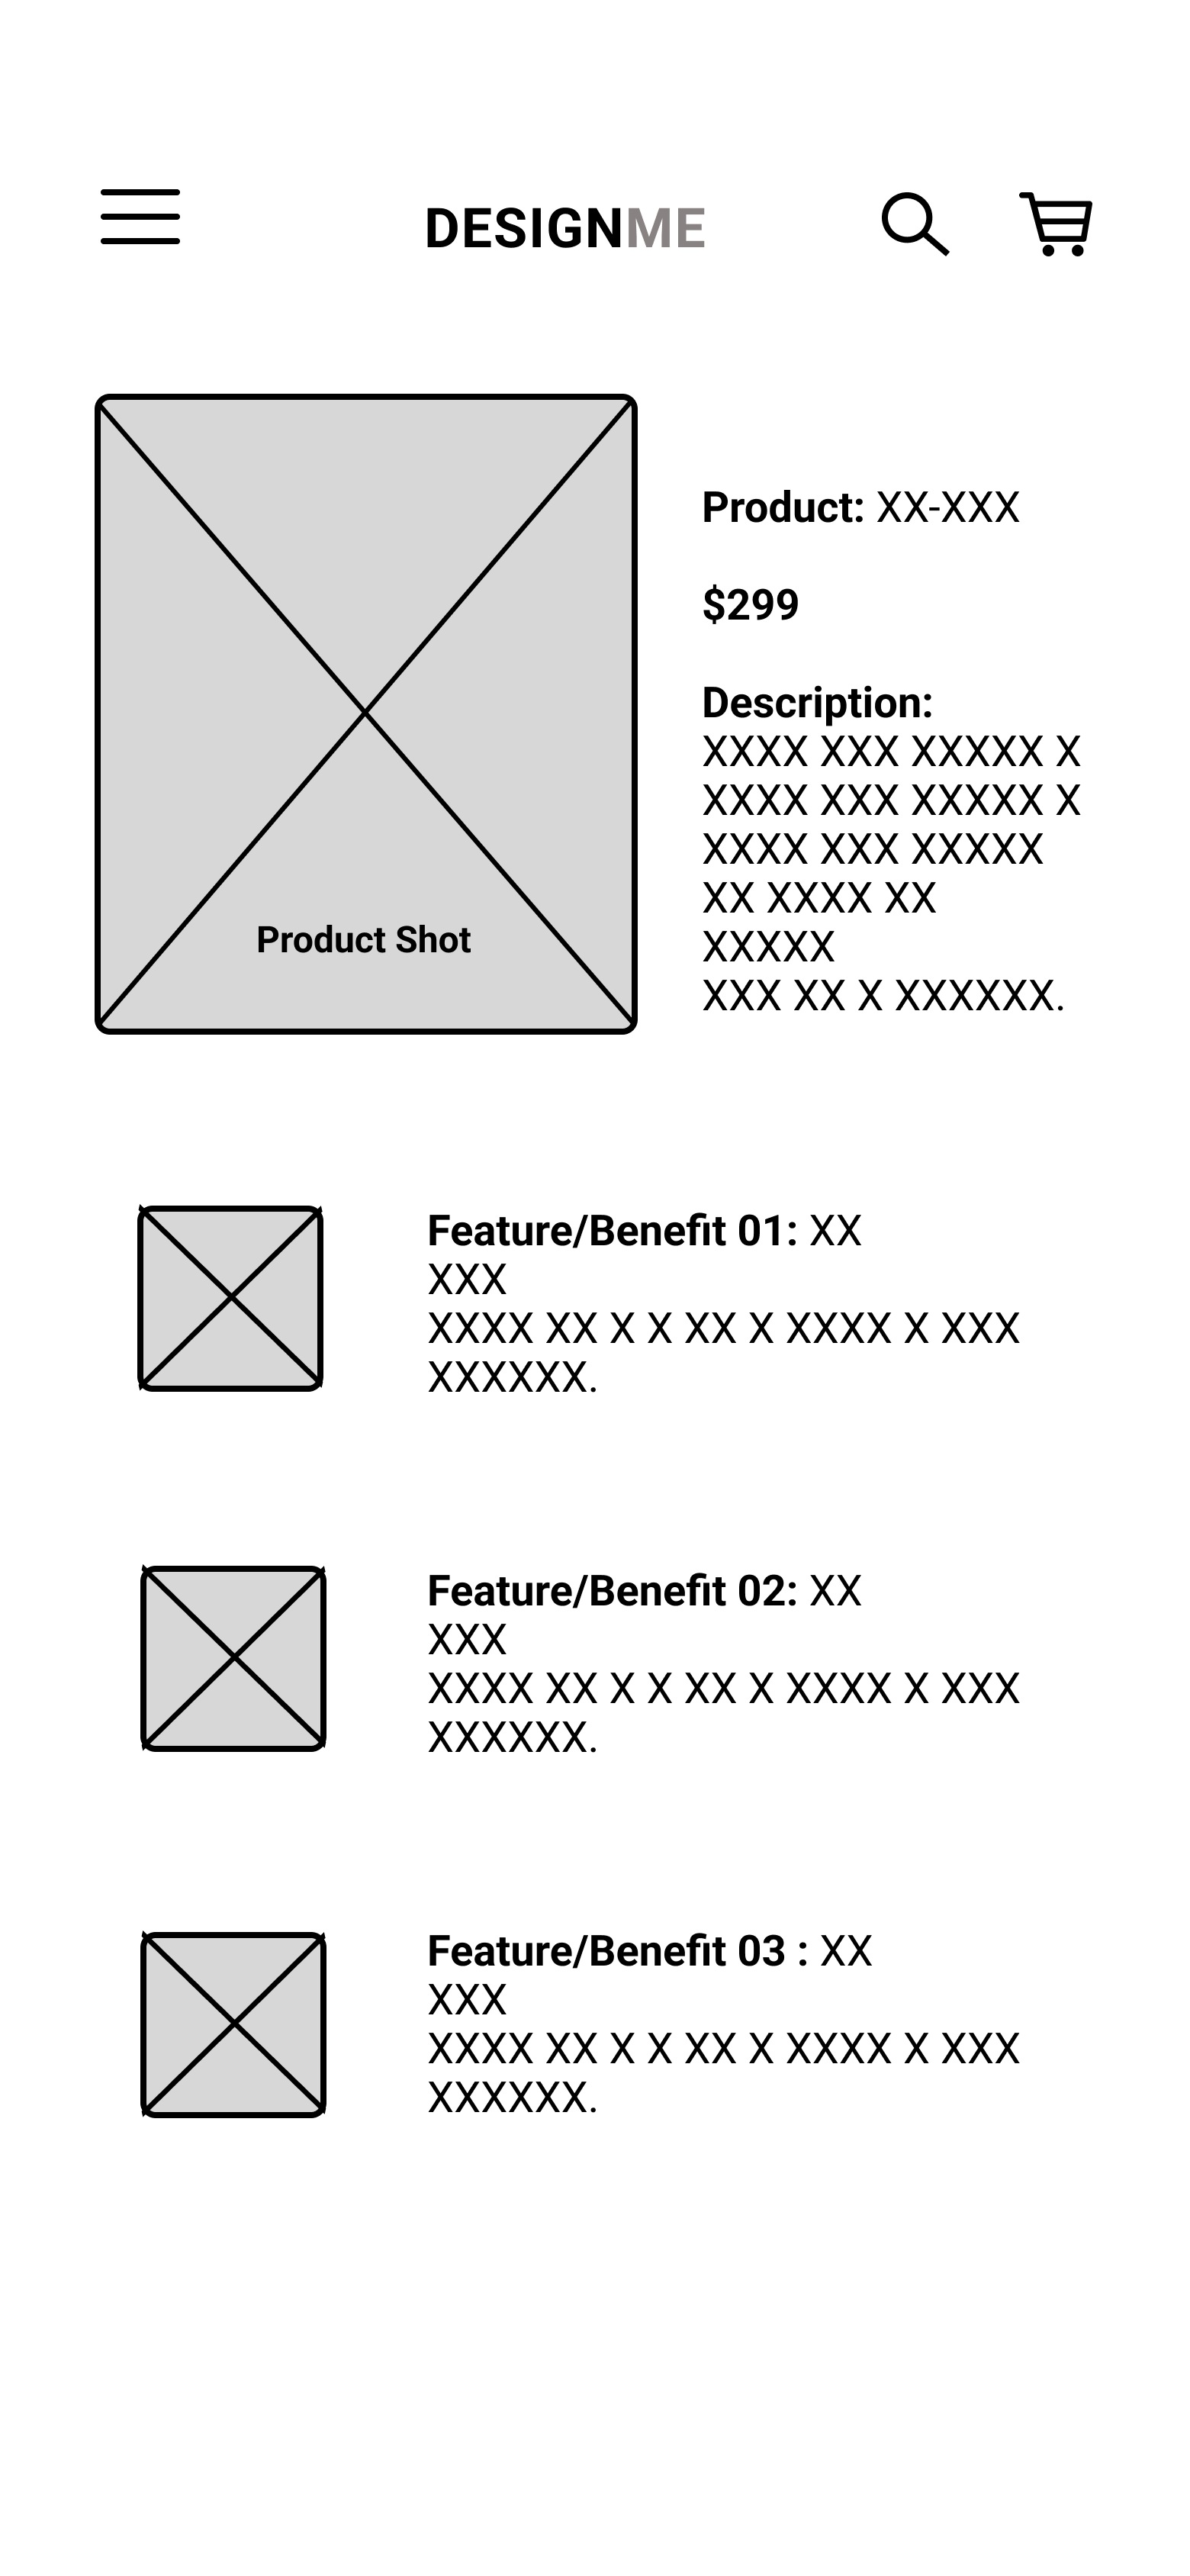 DESIGNME
Product: XX-XXX
$299
Description:
XXXX XXX XXXXX X
XXXX XXX XXXXX X
XXXX XXX XXXXX
XX XXXX XX
XXXXX
XXX XX X XXXXXX.
Product Shot
Feature/Benefit 01: XX
XXX
XXXX XX X X XX X XXXX X XXX
XXXXXX.
Feature/Benefit 02: XX
XXX
XXXX XX X X XX X XXXX X XXX
XXXXXX.
Feature/Benefit 03 : XX
XXX
XXXX XX X X XX X XXXX X XXX
XXXXXX.